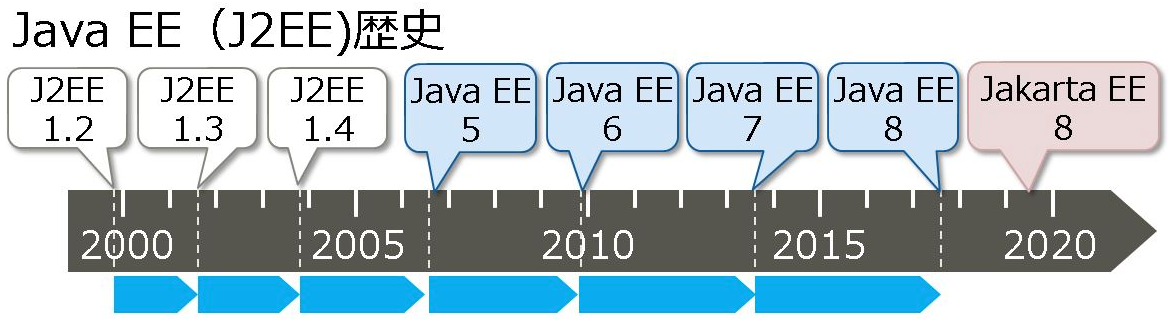 Java EE（J2EE)歴史
J2EE
1.2
J2EE
1.3
J2EE
1.4
Java EE
5
Java EE
6
Java EE
7
Java EE
8
Jakarta EE
8
2000
2005
2010
2015
2020